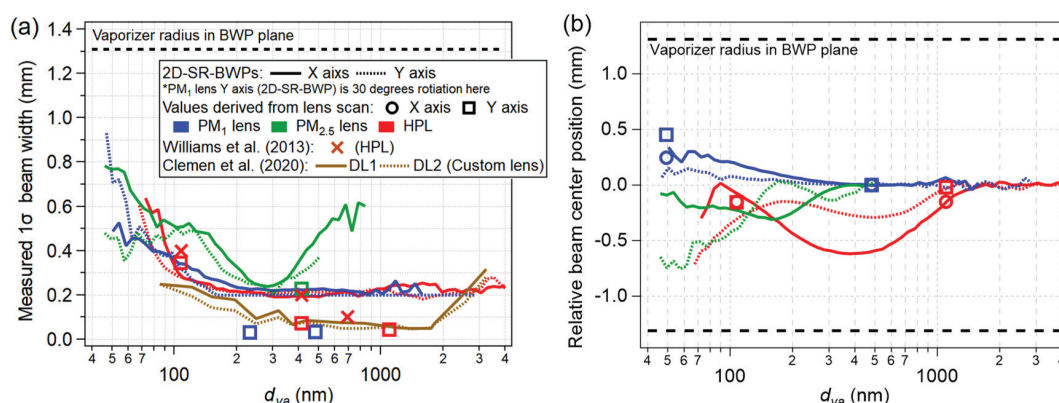 (a)
1.4
1.2
1.0
0.8
0.6
0.4
0.2
0.0
Measured 1σ beam width (mm)
Vaporizer radius in BWP plane
2D-SR-BWPs: X aixs Y axis
*PM1 lens Y axis (2D-SR-BWP) is 30 degrees rotiation here
Values derived from lens scan: X axis Y axis
PM1 lens PM2.5 lens HPL
Williams et al. (2013) (HPL)
Clemen et al. (2020): DL1 DL2 (Custom lens)
4 5 6 7 100 2 3 4 5 6 7 1000 2 3 4
dva (nm)
(b)
1.0
0.5
0.0
-0.5
-1.0
Relative beam center position (mm)
Vaporizer radius in BWP plane
4 5 6 7 100 2 3 4 5 6 7 1000 2 3 4
dva (nm)